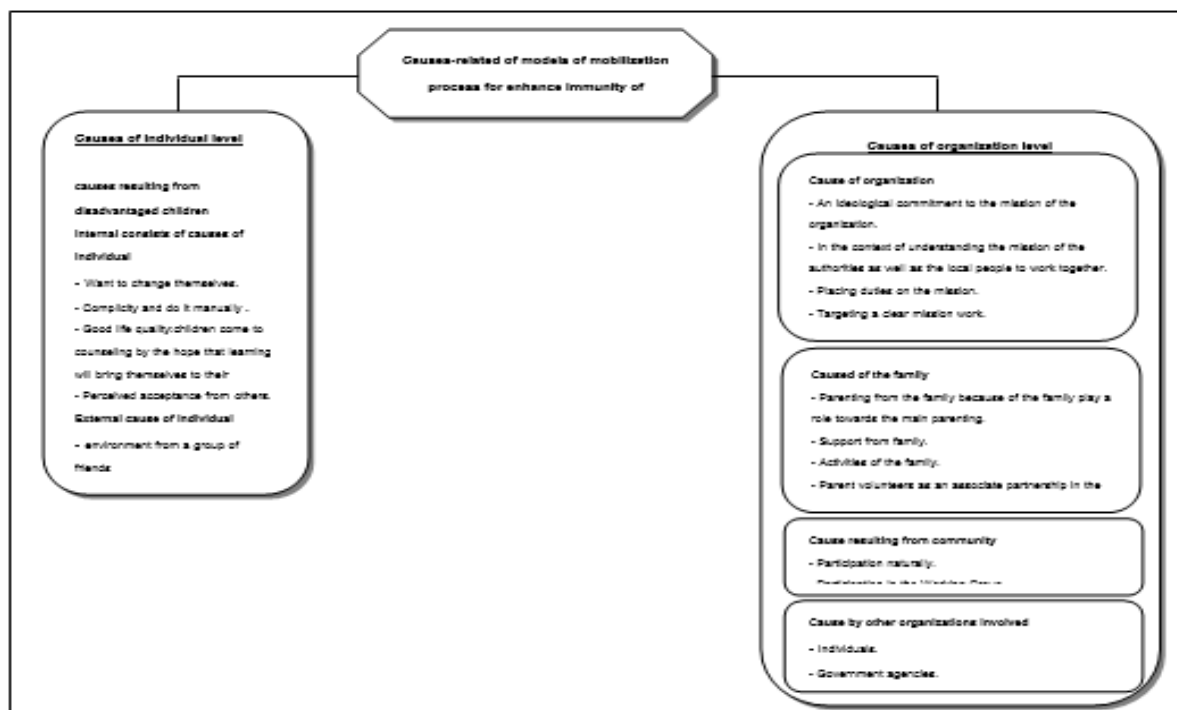 Causes-related of models of mobilization
process for enhance immunity of
Causes of individual level
causes resulting from
disadvantaged children
Internal consists of causes of
individual
- Want to change themselves.
- Complicity and do it manually .
- Good life quality:children come to
counseling by the hope that learning
will bring themselves to their
- Perceived acceptance from others.
External cause of individual
- environment from a group of
friends
Causes of organization level
Cause of organization
- An ideological commitment to the mission of the
organization.
- In the context of understanding the mission of the
authorities as well as the local people to work together.
- Placing duties on the mission.
- Targeting a clear mission work.
Caused of the family
- Parenting from the family because of the family play a
role towards the main parenting.
- Support from family.
- Activities of the family.
- Parent volunteers as an associate partnership in the
Cause resulting from community
- Participation naturally.
- Participation in the Working Group
Cause by other organizations involved
- Individuals.
- Government agencies.